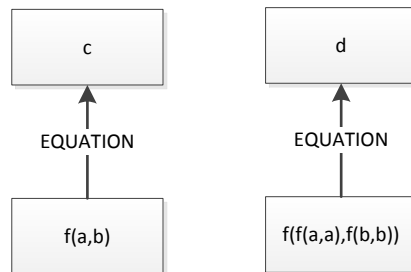 c
d
EQUATION
EQUATION
f(a,b)
f(f(a,a),f(b,b))